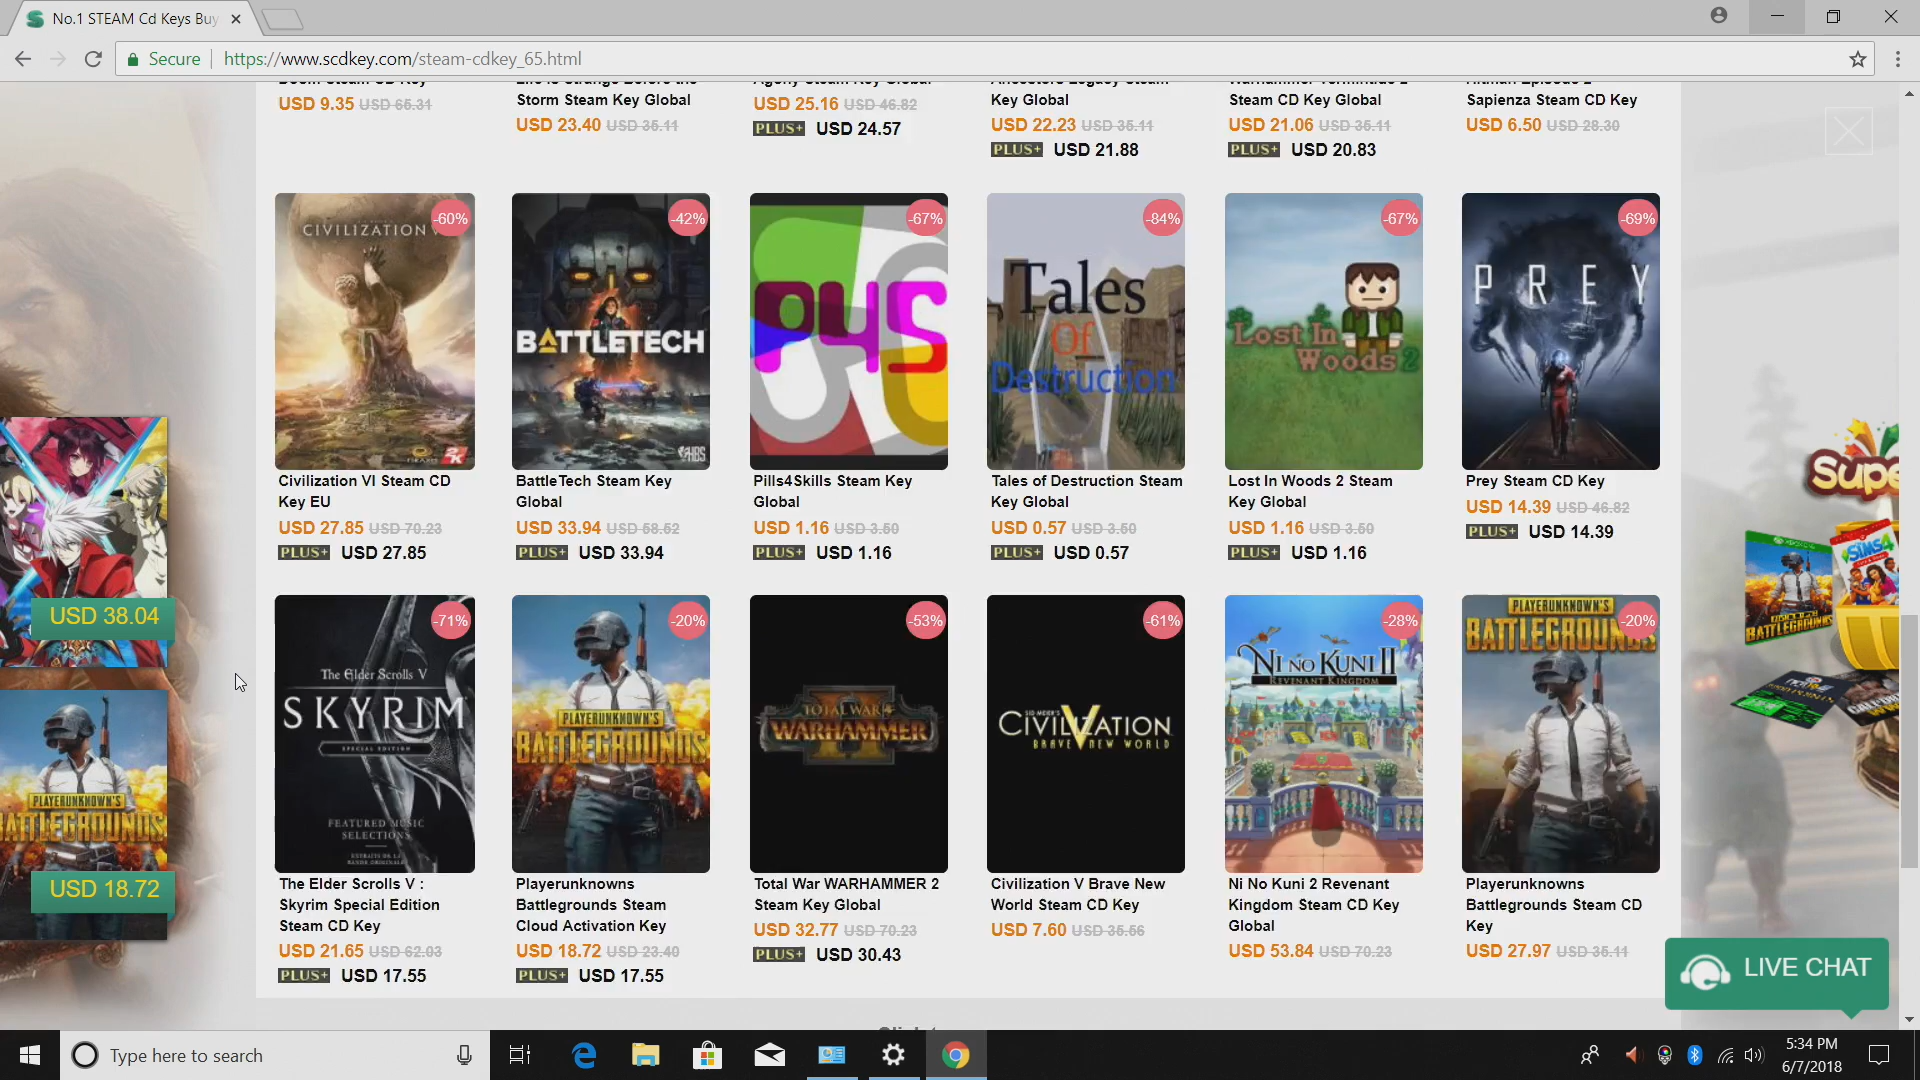 No.1 STEAM Cd Keys Buy
Secure https://www.scdkey.com/steam-cdkey_65.html
USD 9.35 USD 65.31
Storm Steam Key Global
USD 23.40 USD 35.11
USD 25.16 USD 46.82
PLUS+ USD 24.57
Key Global
USD 22.23 USD 35.11
PLUS+ USD 21.88
Steam CD Key Global
USD 21.06 USD 35.11
PLUS+ USD 20.83
Sapienza Steam CD Key
USD 6.50 USD 28.30
CIVILIZATION V
-60%
2K
Civilization VI Steam CD
Key EU
USD 27.85 USD 70.23
PLUS+ USD 27.85
-42%
BATTLETECH
HBS
BattleTech Steam Key
Global
USD 33.94 USD 58.52
PLUS+ USD 33.94
-67%
P4S
Pills4Skills Steam Key
Global
USD 1.16 USD 3.50
PLUS+ USD 1.16
-84%
Tales
Of
Destruction
Tales of Destruction Steam
Key Global
USD 0.57 USD 3.50
PLUS+ USD 0.57
-67%
Lost In
Woods 2
Lost In Woods 2 Steam
Key Global
USD 1.16 USD 3.50
PLUS+ USD 1.16
-69%
PREY
Prey Steam CD Key
USD 14.39 USD 46.82
PLUS+ USD 14.39
-71%
The Elder Scrolls V
SKYRIM
SPECIAL EDITION
FEATURED MUSIC
SELECTIONS
The Elder Scrolls V :
Skyrim Special Edition
Steam CD Key
USD 21.65 USD 62.03
PLUS+ USD 17.55
-20%
PLAYERUNKNOWN'S
BATTLEGROUNDS
Playerunknowns
Battlegrounds Steam
Cloud Activation Key
USD 18.72 USD 23.40
PLUS+ USD 17.55
-53%
TOTAL WAR
WARHAMMER
II
Total War WARHAMMER 2
Steam Key Global
USD 32.77 USD 70.23
PLUS+ USD 30.43
-61%
SID MEIER'S
CIVILIZATION V
BRAVE NEW WORLD
Civilization V Brave New
World Steam CD Key
USD 7.60 USD 35.56
-28%
NI NO KUNI II
REVENANT KINGDOM
Ni No Kuni 2 Revenant
Kingdom Steam CD Key
Global
USD 53.84 USD 70.23
-20%
PLAYERUNKNOWN'S
BATTLEGROUNDS
Playerunknowns
Battlegrounds Steam CD
Key
USD 27.97 USD 35.11
USD 38.04
PLAYERUNKNOWN'S
BATTLEGROUNDS
USD 18.72
Supe
SIMS4
BATTLEGROUNDS
LIVE CHAT
Type here to search
5:34 PM
6/7/2018